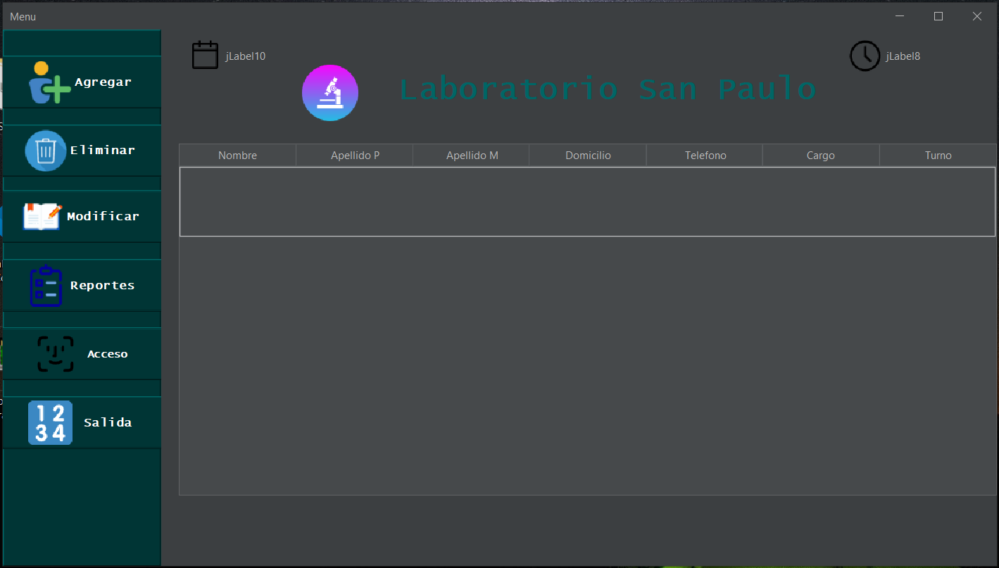 Menu
jLabel10
jLabel8
Laboratorio San Paulo
Agregar
Eliminar
Modificar
Reportes
Acceso
1 2
3 4
Salida
Nombre Apellido P Apellido M Domicilio Telefono Cargo Turno